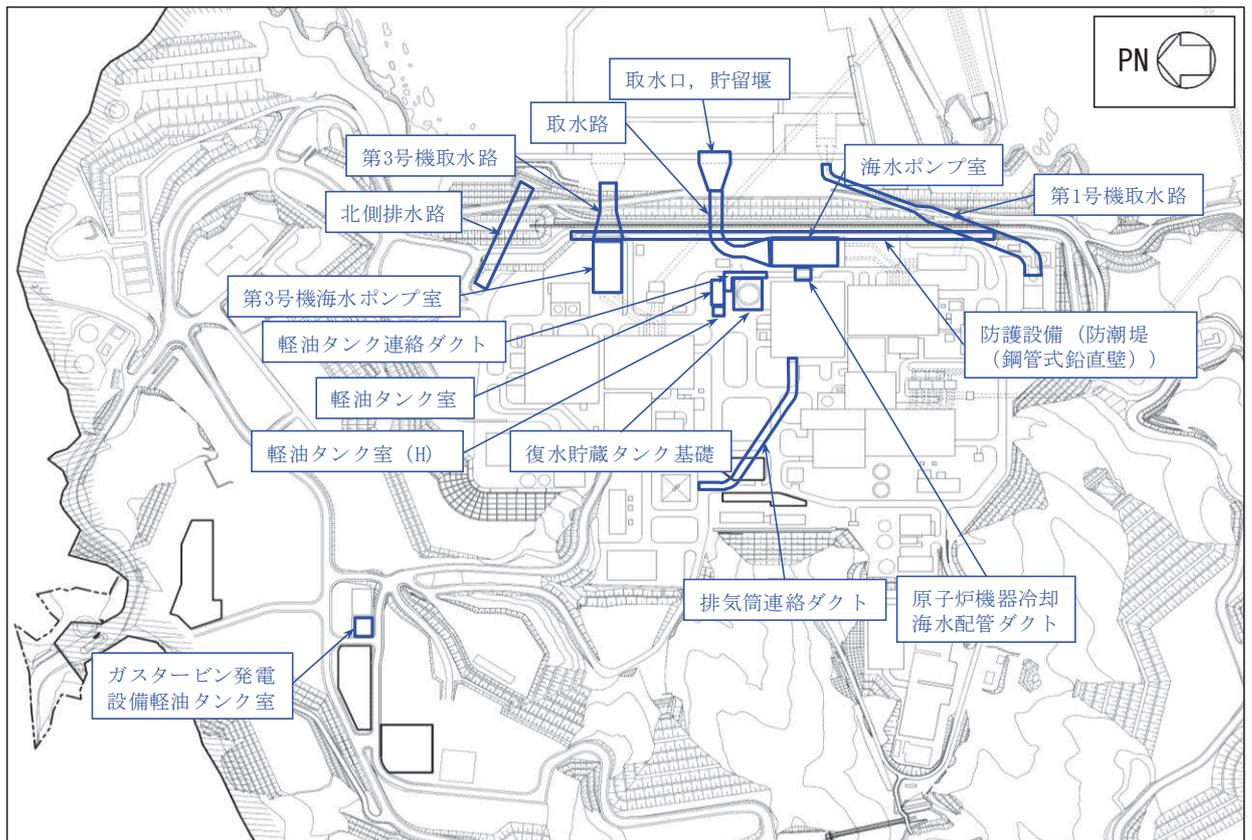 PN
取水口，貯留堰
取水路
第3号機取水路
海水ポンプ室
第1号機取水路
北側排水路
第3号機海水ポンプ室
軽油タンク連絡ダクト
防護設備（防潮堤
（鋼管式鉛直壁））
軽油タンク室
軽油タンク室（H）
復水貯蔵タンク基礎
排気筒連絡ダクト
原子炉機器冷却
海水配管ダクト
ガスタービン発電
設備軽油タンク室